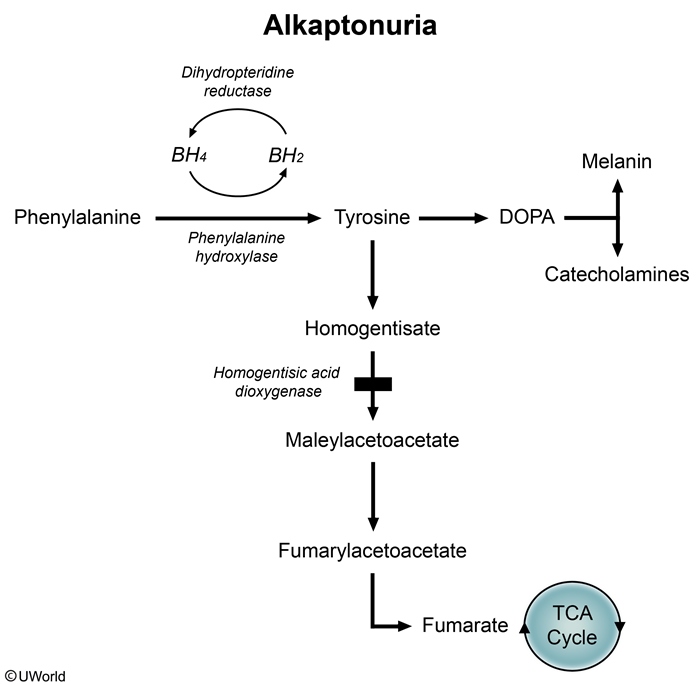 Alkaptonuria
Dihydropteridine
reductase
BH4
BH2
Melanin
Phenylalanine
Tyrosine
DOPA
Phenylalanine
hydroxylase
Catecholamines
Homogentisate
Homogentisic acid
dioxygenase
Maleylacetoacetate
Fumarylacetoacetate
Fumarate
TCA
Cycle
©UWorld